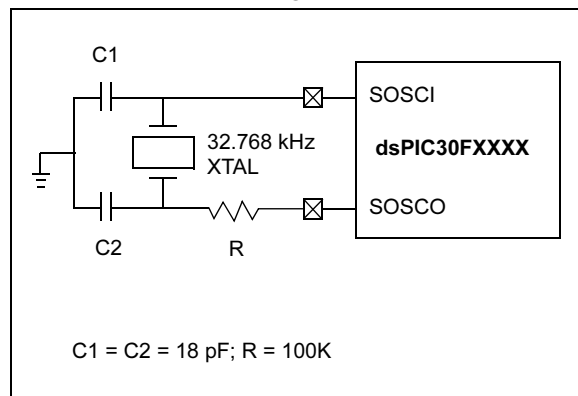 C1
SOSCI
32.768 kHz
XTAL
dsPIC30FXXXX
SOSCO
C2
R
C1 = C2 = 18 pF; R = 100K